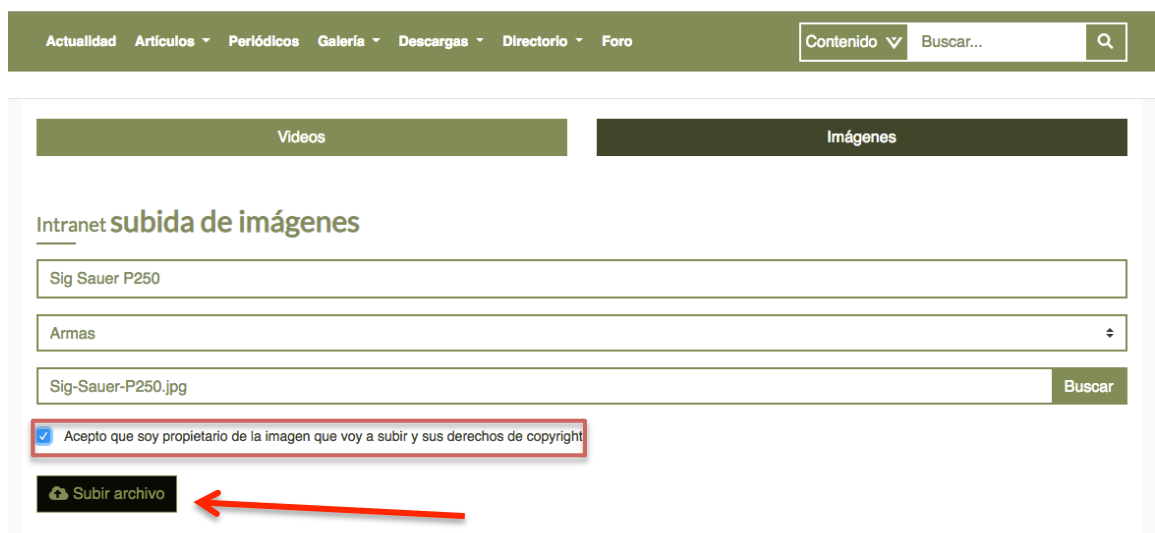 Actualidad Artículos Periódicos Galería Descargas Directorio Foro Contenido Buscar...
Videos Imágenes
Intranet subida de imágenes
Sig Sauer P250
Armas
Sig-Sauer-P250.jpg Buscar
Acepto que soy propietario de la imagen que voy a subir y sus derechos de copyright
Subir archivo